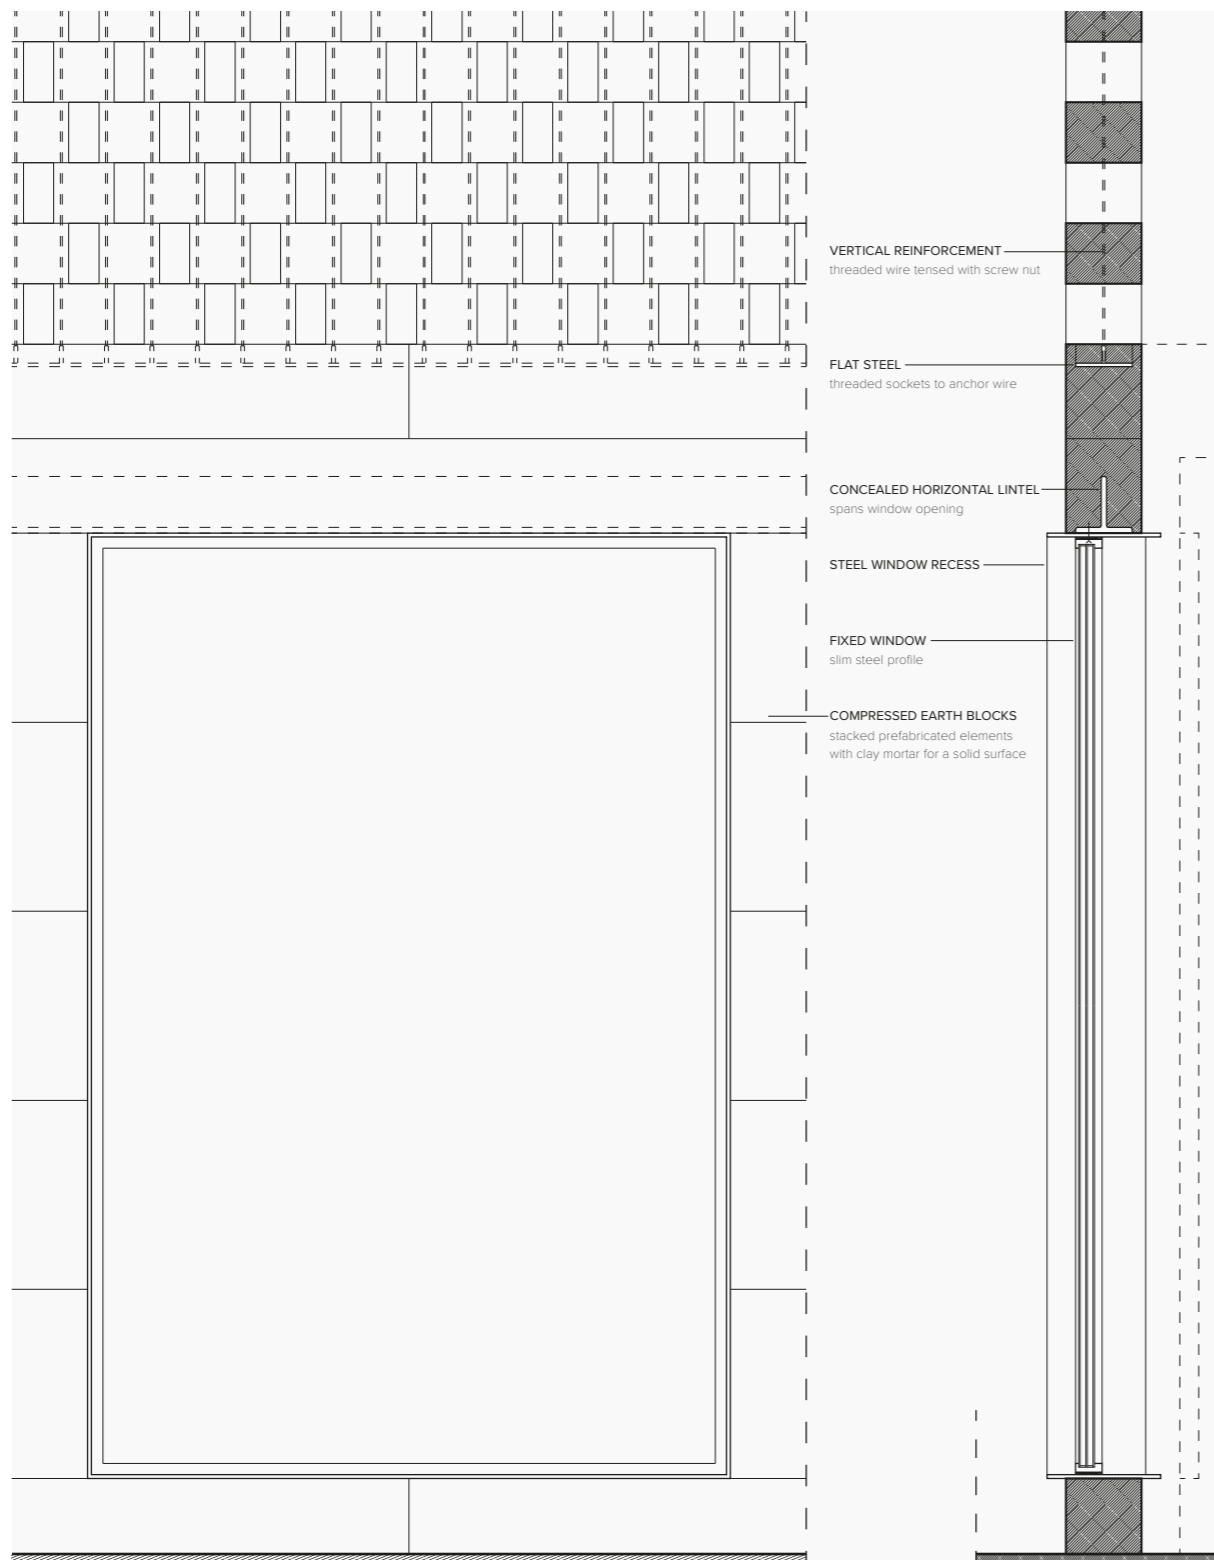 VERTICAL REINFORCEMENT
threaded wire tensed with screw nut
FLAT STEEL
threaded sockets to anchor wire
CONCEALED HORIZONTAL LINTEL
spans window opening
STEEL WINDOW RECESS
FIXED WINDOW
slim steel profile
COMPRESSED EARTH BLOCKS
stacked prefabricated elements
with clay mortar for a solid surface